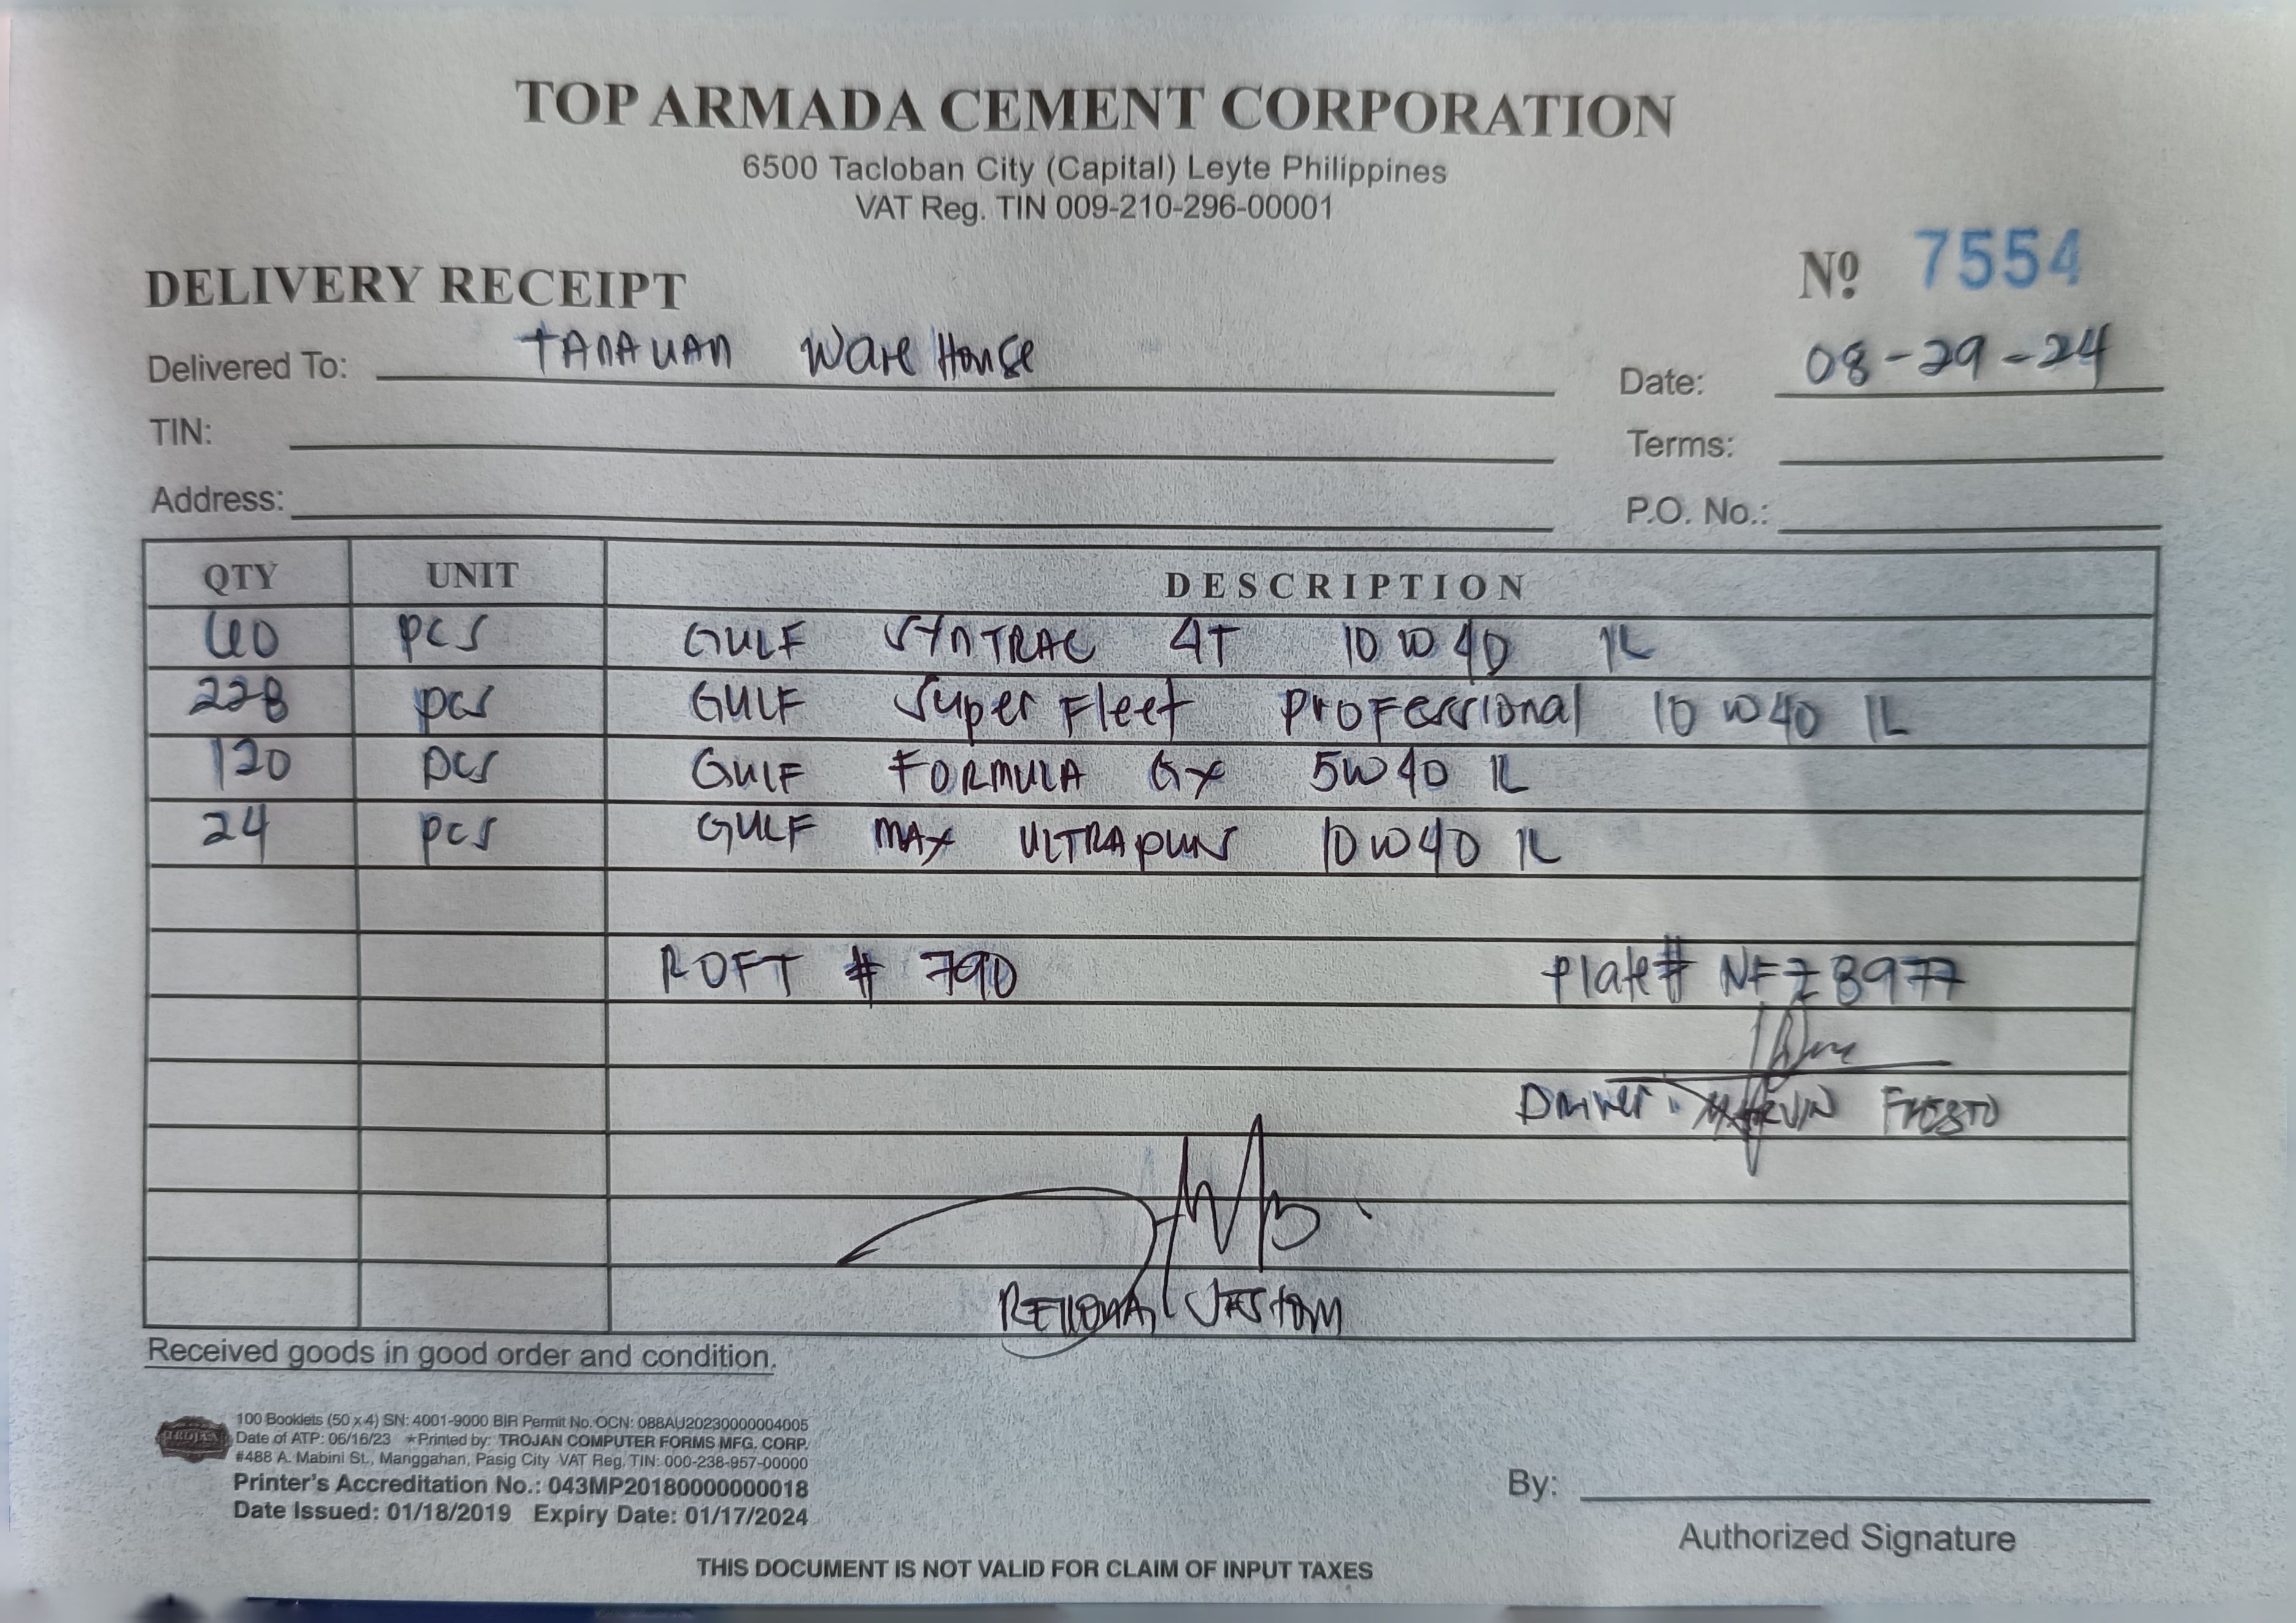 TOP ARMADA CEMENT CORPORATION
6500 Tacloban City (Capital) Leyte Philippines
VAT Reg. TIN 009-210-296-00001
DELIVERY RECEIPT
Nº 7554
Delivered To: TANAUAN Ware House
Date: 08-29-24
TIN:
Terms:
Address:
P.O. No.:
QTY UNIT DESCRIPTION
60 pcs GULF SYNTRAC 4T 10W40 1L
228 pcs GULF Super Fleet Professional 10W40 1L
120 pcs GULF FORMULA GX 5W40 1L
24 pcs GULF MAX ULTRAPLUS 10W40 1L
ROFT # 790 Plate# NFZ 8977
Driver: MARVIN
Received goods in good order and condition.
TROJAN
100 Booklets (50 x 4) SN: 4001-9000 BIR Permit No. OCN: 088AU20230000004005
Date of ATP: 06/16/23 *Printed by: TROJAN COMPUTER FORMS MFG. CORP.
#488 A. Mabini St., Manggahan, Pasig City VAT Reg. TIN: 000-238-957-00000
Printer's Accreditation No.: 043MP20180000000018
Date Issued: 01/18/2019 Expiry Date: 01/17/2024
By:
Authorized Signature
THIS DOCUMENT IS NOT VALID FOR CLAIM OF INPUT TAXES